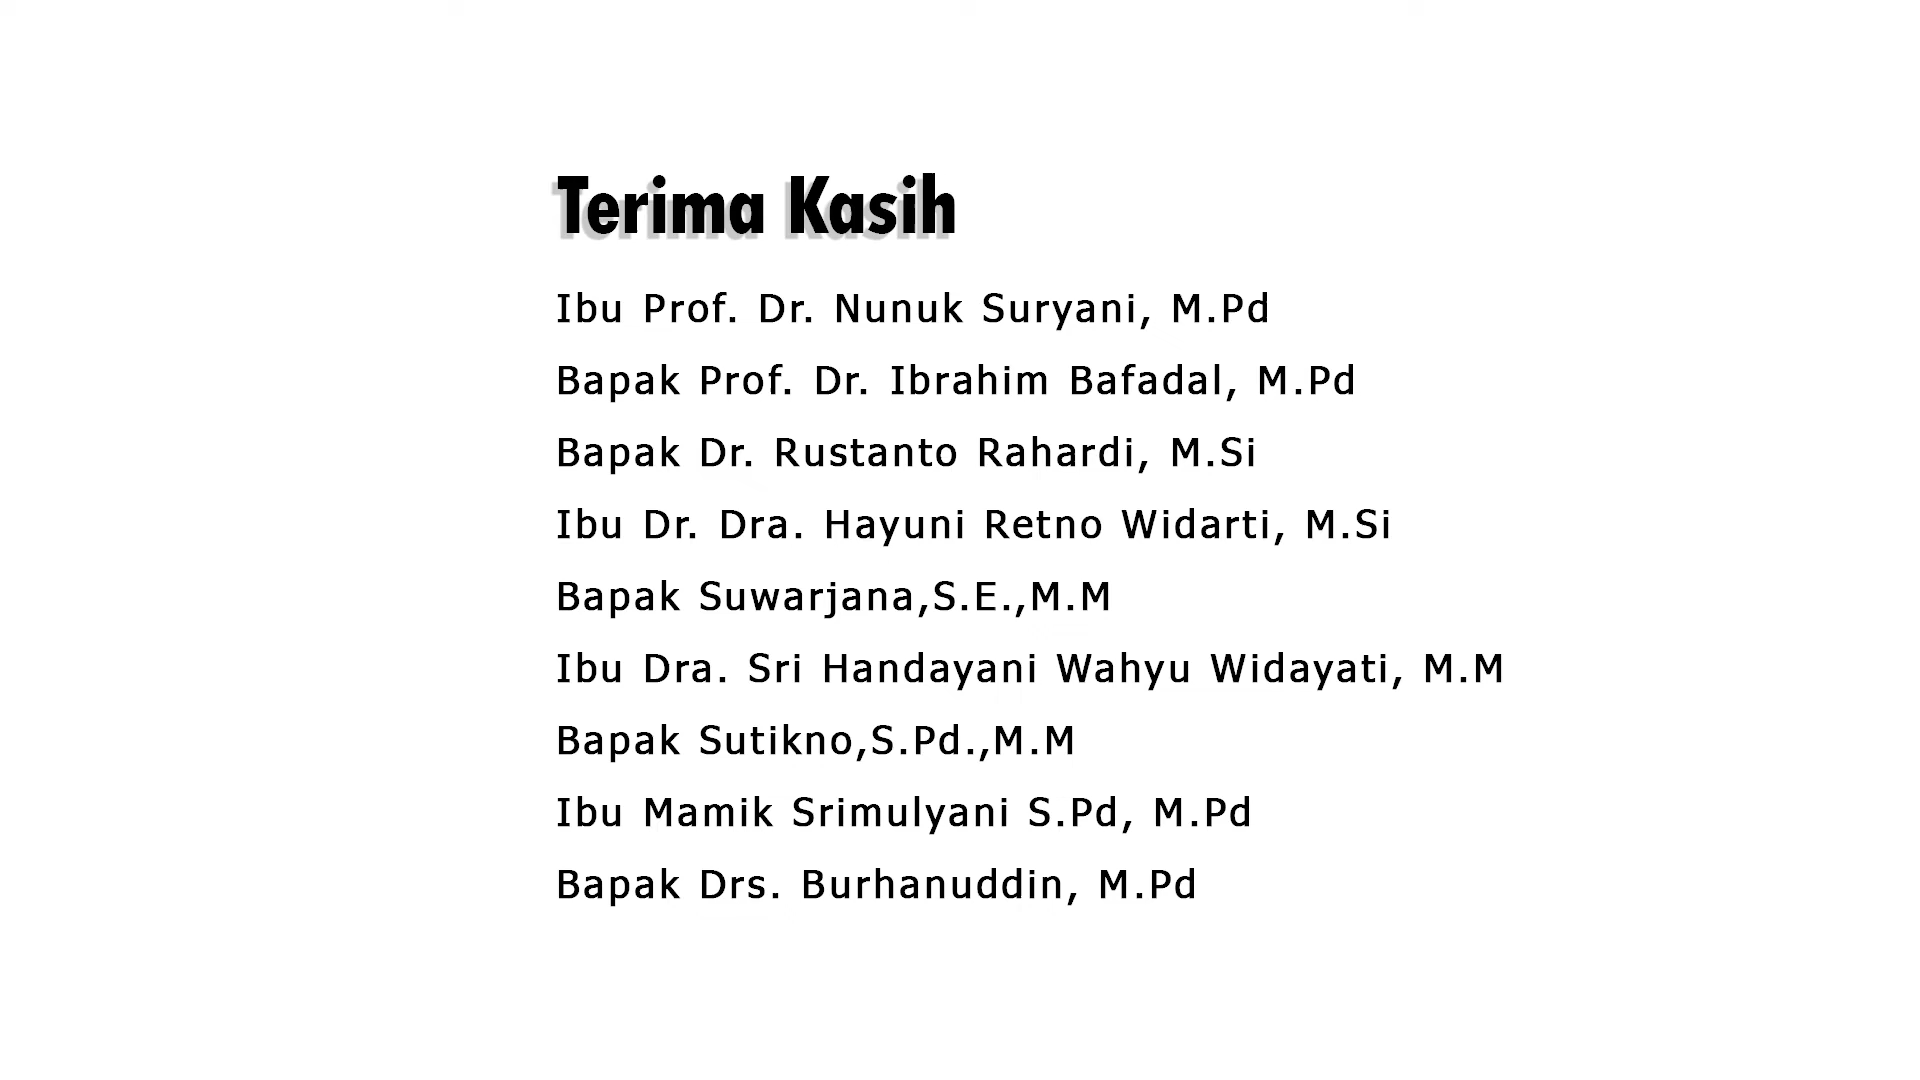 Terima Kasih
Ibu Prof. Dr. Nunuk Suryani, M.Pd
Bapak Prof. Dr. Ibrahim Bafadal, M.Pd
Bapak Dr. Rustanto Rahardi, M.Si
Ibu Dr. Dra. Hayuni Retno Widarti, M.Si
Bapak Suwarjana,S.E.,M.M
Ibu Dra. Sri Handayani Wahyu Widayati, M.M
Bapak Sutikno,S.Pd.,M.M
Ibu Mamik Srimulyani S.Pd, M.Pd
Bapak Drs. Burhanuddin, M.Pd